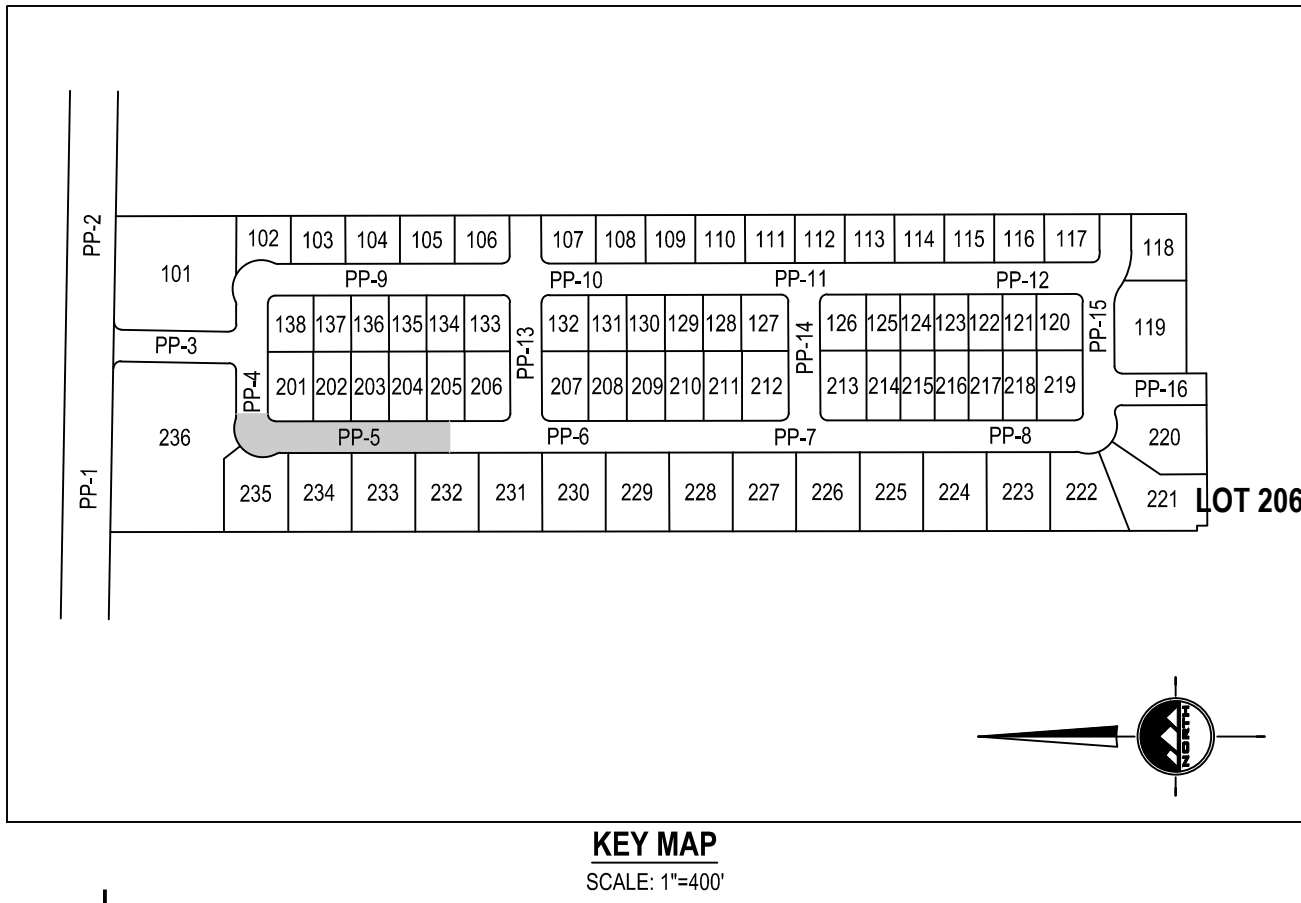 PP-2
102 103 104 105 106 107 108 109 110 111 112 113 114 115 116 117 118
101
PP-9 PP-10 PP-11 PP-12
138 137 136 135 134 133 PP-13 132 131 130 129 128 127 PP-14 126 125 124 123 122 121 120 PP-15 119
PP-3
PP-4 201 202 203 204 205 206 207 208 209 210 211 212 213 214 215 216 217 218 219 PP-16
236 PP-5 PP-6 PP-7 PP-8 220
PP-1
235 234 233 232 231 230 229 228 227 226 225 224 223 222 221 LOT 206
NORTH
KEY MAP
SCALE: 1"=400'